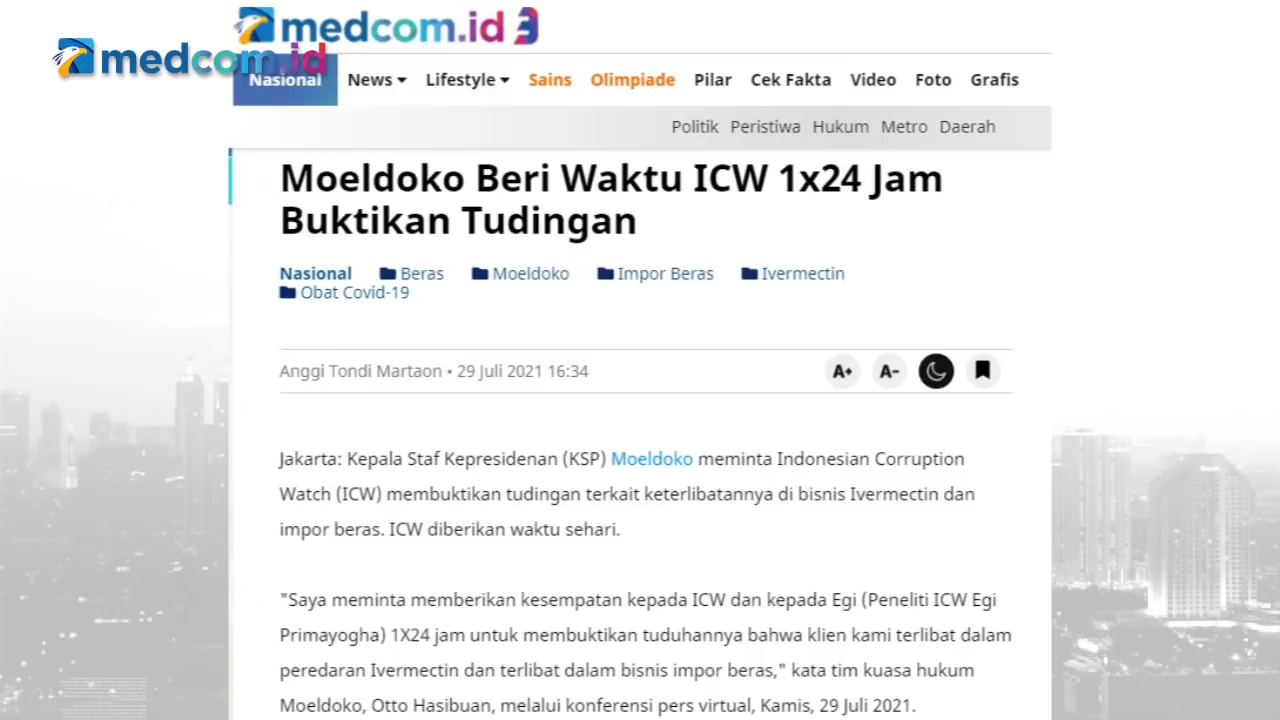 medcom.id
medcom.id
Nasional News Lifestyle Sains Olimpiade Pilar Cek Fakta Video Foto Grafis
Politik Peristiwa Hukum Metro Daerah
Moeldoko Beri Waktu ICW 1x24 Jam
Buktikan Tudingan
Nasional Beras Moeldoko Impor Beras Ivermectin
Obat Covid-19
Anggi Tondi Martaon • 29 Juli 2021 16:34
A+ A-
Jakarta: Kepala Staf Kepresidenan (KSP) Moeldoko meminta Indonesian Corruption
Watch (ICW) membuktikan tudingan terkait keterlibatannya di bisnis Ivermectin dan
impor beras. ICW diberikan waktu sehari.
"Saya meminta memberikan kesempatan kepada ICW dan kepada Egi (Peneliti ICW Egi
Primayogha) 1X24 jam untuk membuktikan tuduhannya bahwa klien kami terlibat dalam
peredaran Ivermectin dan terlibat dalam bisnis impor beras," kata tim kuasa hukum
Moeldoko, Otto Hasibuan, melalui konferensi pers virtual, Kamis, 29 Juli 2021.